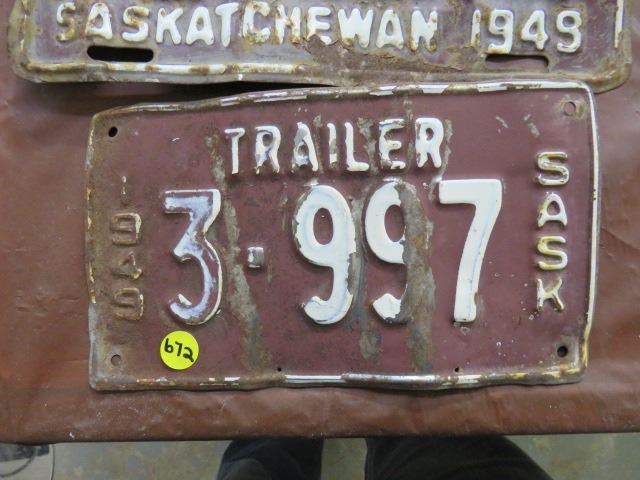 SASKATCHEWAN 1949
TRAILER
1949
3-997
SASK
672